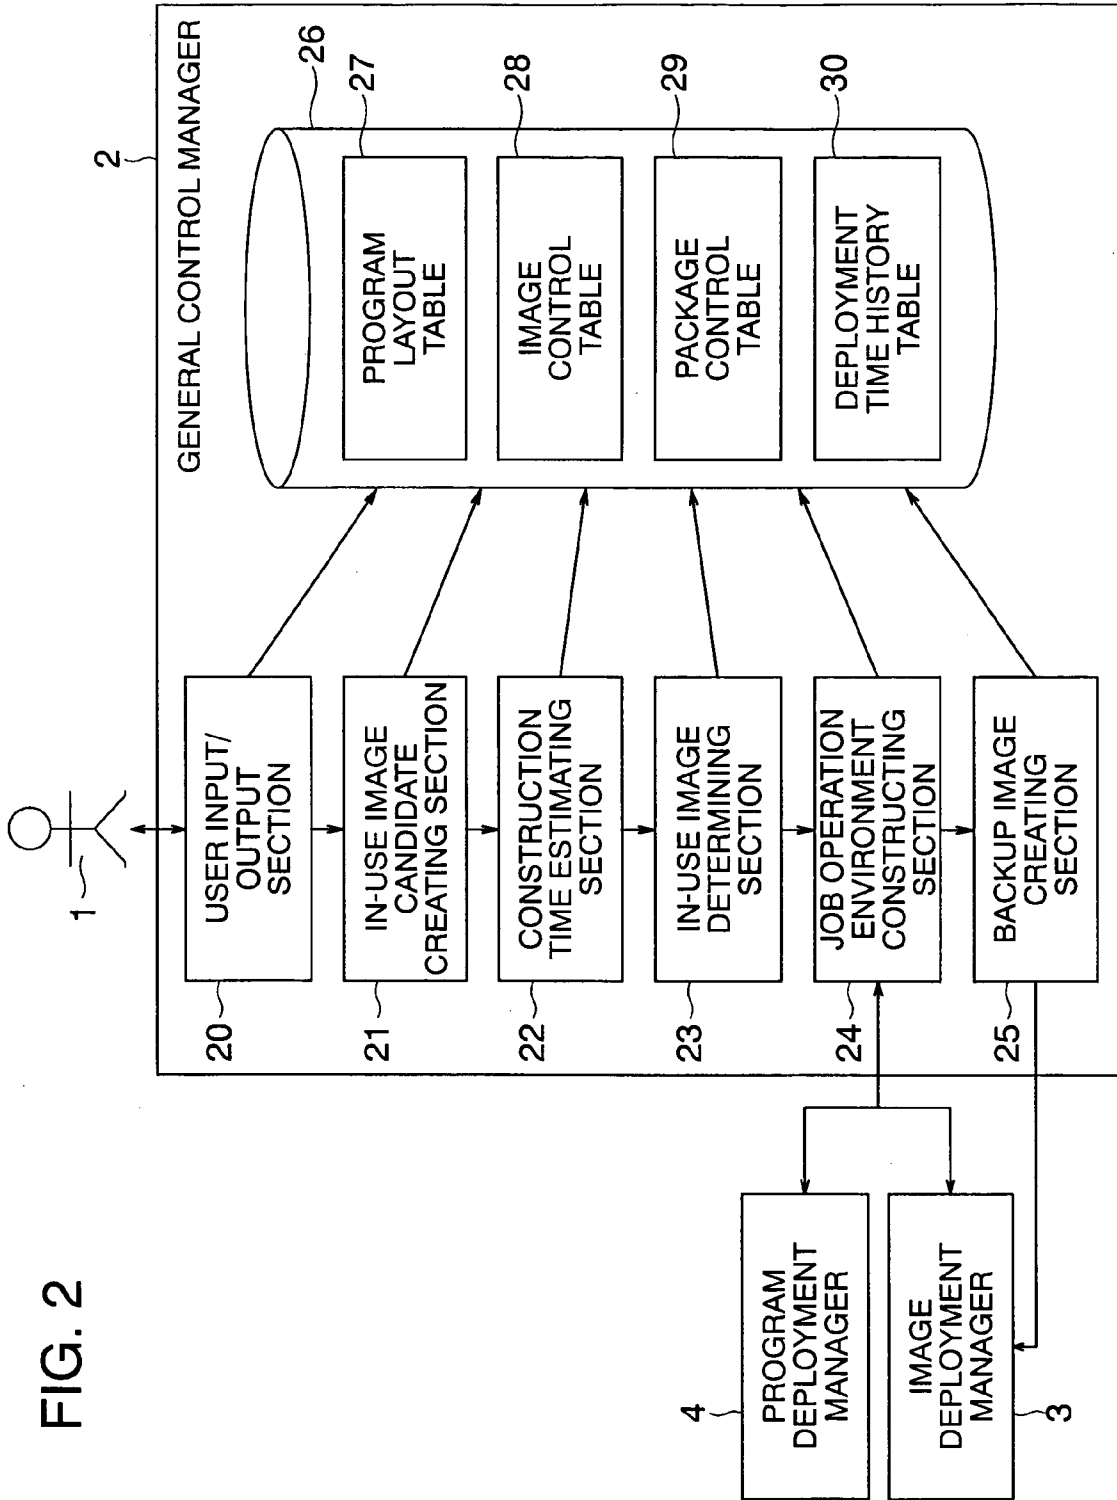 FIG. 2
1
2
GENERAL CONTROL MANAGER
20
USER INPUT/
OUTPUT
SECTION
21
IN-USE IMAGE
CANDIDATE
CREATING SECTION
22
CONSTRUCTION
TIME ESTIMATING
SECTION
23
IN-USE IMAGE
DETERMINING
SECTION
24
JOB OPERATION
ENVIRONMENT
CONSTRUCTING
SECTION
25
BACKUP IMAGE
CREATING
SECTION
26
27
PROGRAM
LAYOUT
TABLE
28
IMAGE
CONTROL
TABLE
29
PACKAGE
CONTROL
TABLE
30
DEPLOYMENT
TIME HISTORY
TABLE
4
PROGRAM
DEPLOYMENT
MANAGER
3
IMAGE
DEPLOYMENT
MANAGER